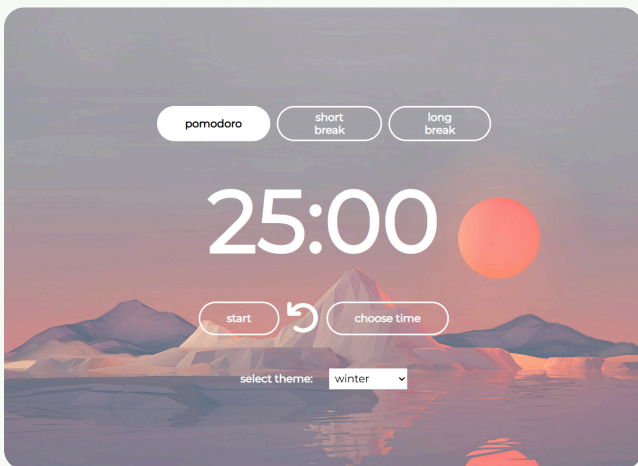 pomodoro
short
break
long
break
25:00
start
choose time
select theme:
winter